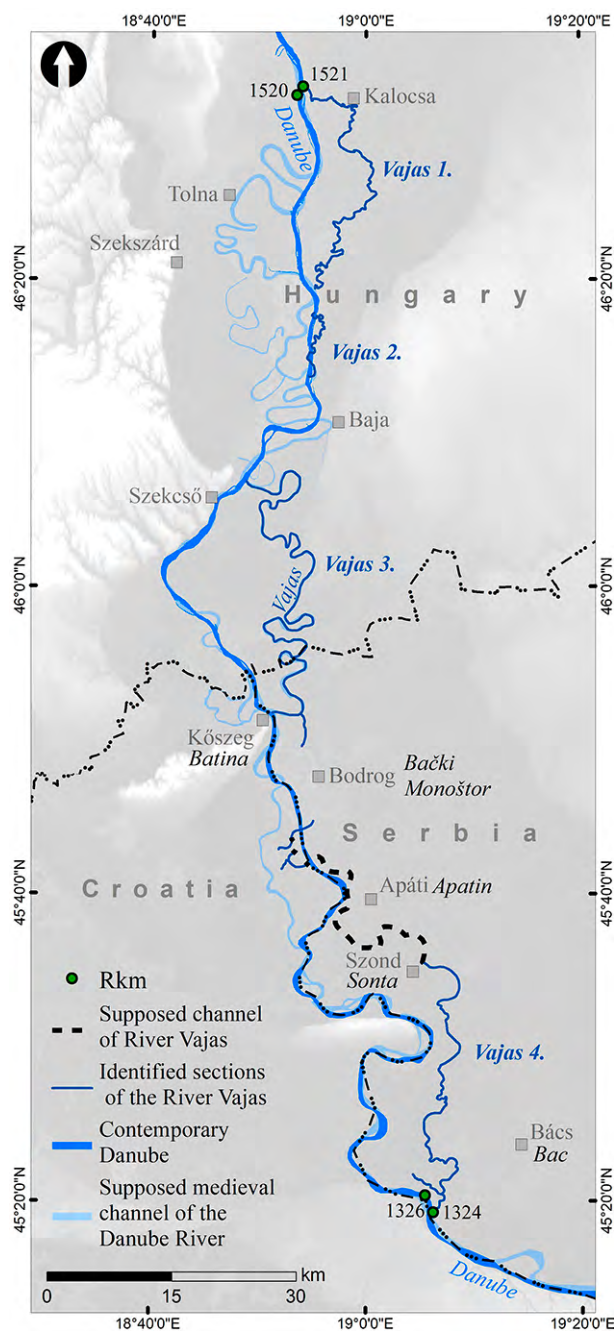 18°40'0"E
19°0'0"E
19°20'0"E
1521
1520
Kalocsa
Danube
Vajas 1.
Tolna
Szekszárd
46°20'0"N
46°20'0"N
Hungary
Vajas 2.
Baja
Szekcső
Vajas 3.
Vajas
46°0'0"N
46°0'0"N
Kőszeg
Batina
Bodrog
Bački
Monoštor
Serbia
Croatia
45°40'0"N
45°40'0"N
Apáti Apatin
Szond
Sonta
Rkm
Supposed channel
of River Vajas
Identified sections
of the River Vajas
Contemporary
Danube
Supposed medieval
channel of the
Danube River
Vajas 4.
Bács
Bac
45°20'0"N
45°20'0"N
1326
1324
Danube
km
0
15
30
18°40'0"E
19°0'0"E
19°20'0"E